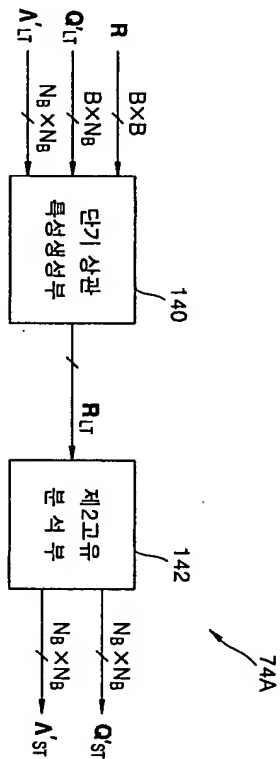 74A
R
B×B
Q'LT
B×NB
Λ'LT
NB×NB
단기 상관
특성생성부
140
RLT
제2고유
분 석 부
142
NB×NB
Q'ST
NB×NB
Λ'ST